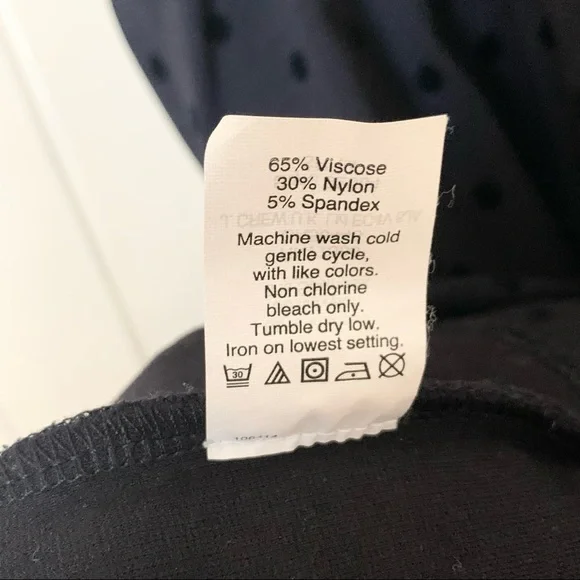 65% Viscose
30% Nylon
5% Spandex
Machine wash cold
gentle cycle,
with like colors.
Non chlorine
bleach only.
Tumble dry low.
Iron on lowest setting.
30